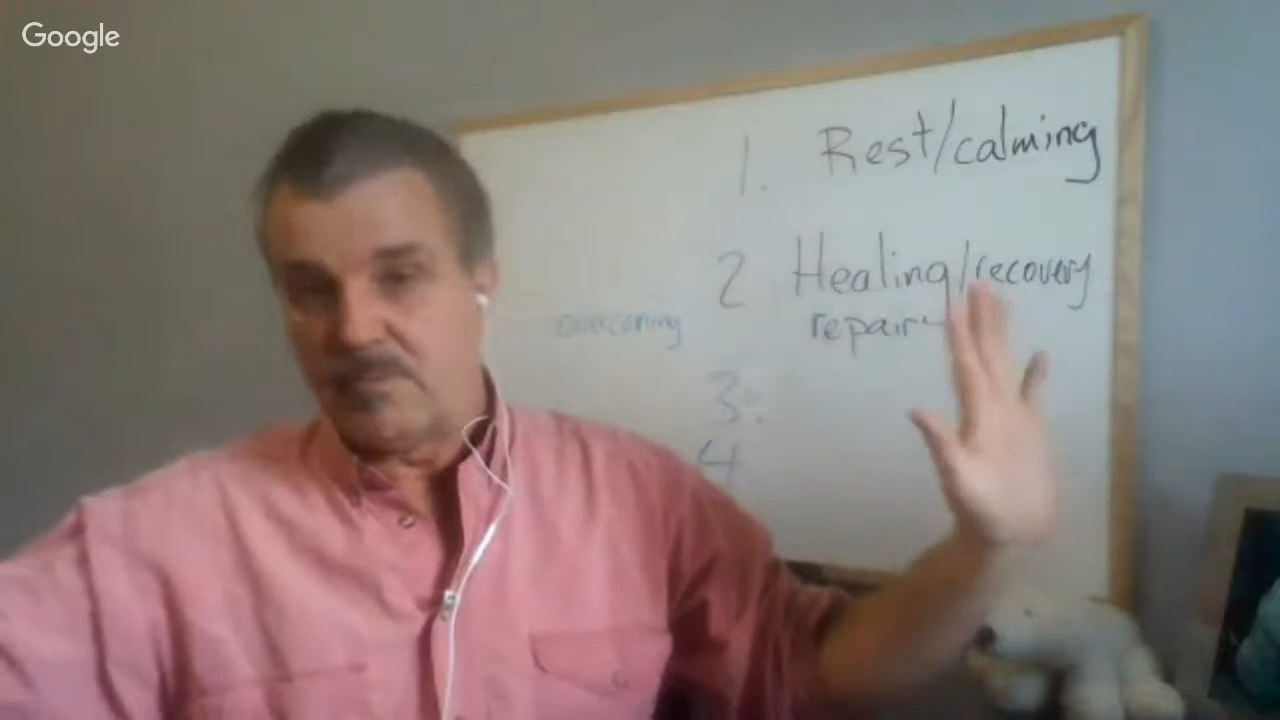 Google
1. Rest/calming
2 Healing/recovery
repair
overcoming
3.
4